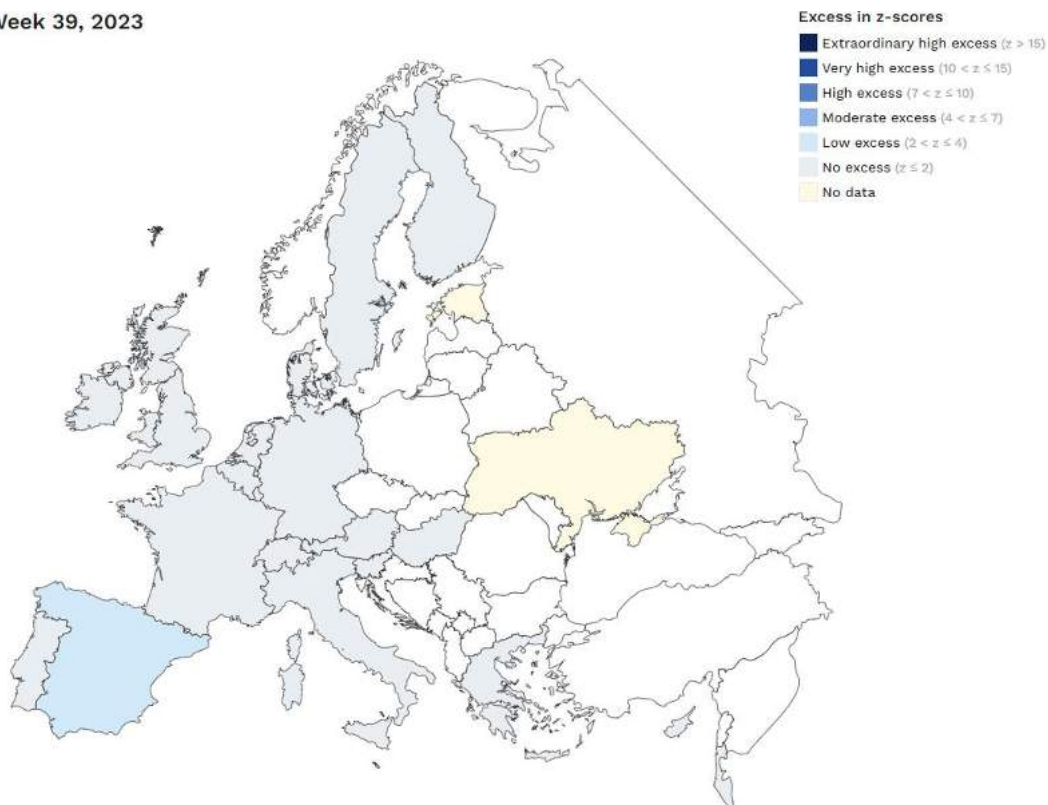 Week 39, 2023
Excess in z-scores
Extraordinary high excess (z > 15)
Very high excess (10 < z ≤ 15)
High excess (7 < z ≤ 10)
Moderate excess (4 < z ≤ 7)
Low excess (2 < z ≤ 4)
No excess (z ≤ 2)
No data